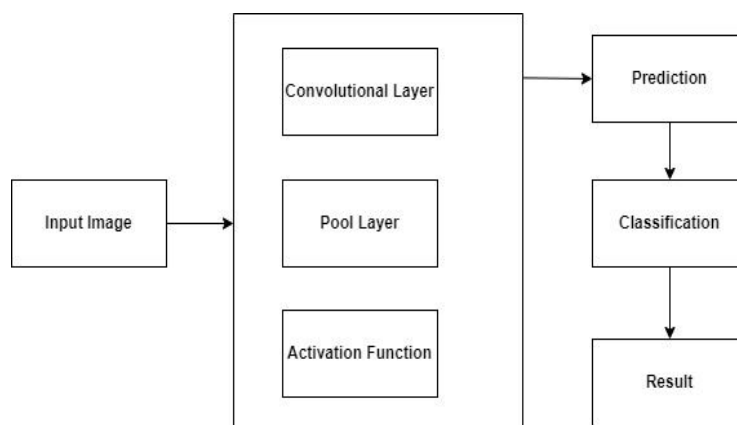 Input Image
Convolutional Layer
Pool Layer
Activation Function
Prediction
Classification
Result